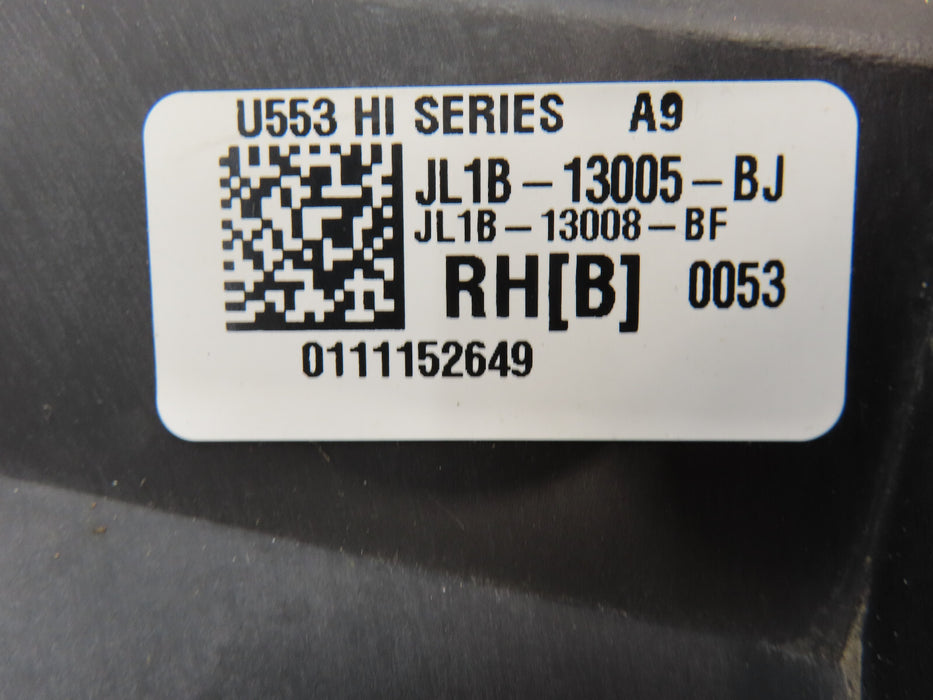 U553 HI SERIES A9
JL1B-13005-BJ
JL1B-13008-BF
RH[B] 0053
0111152649